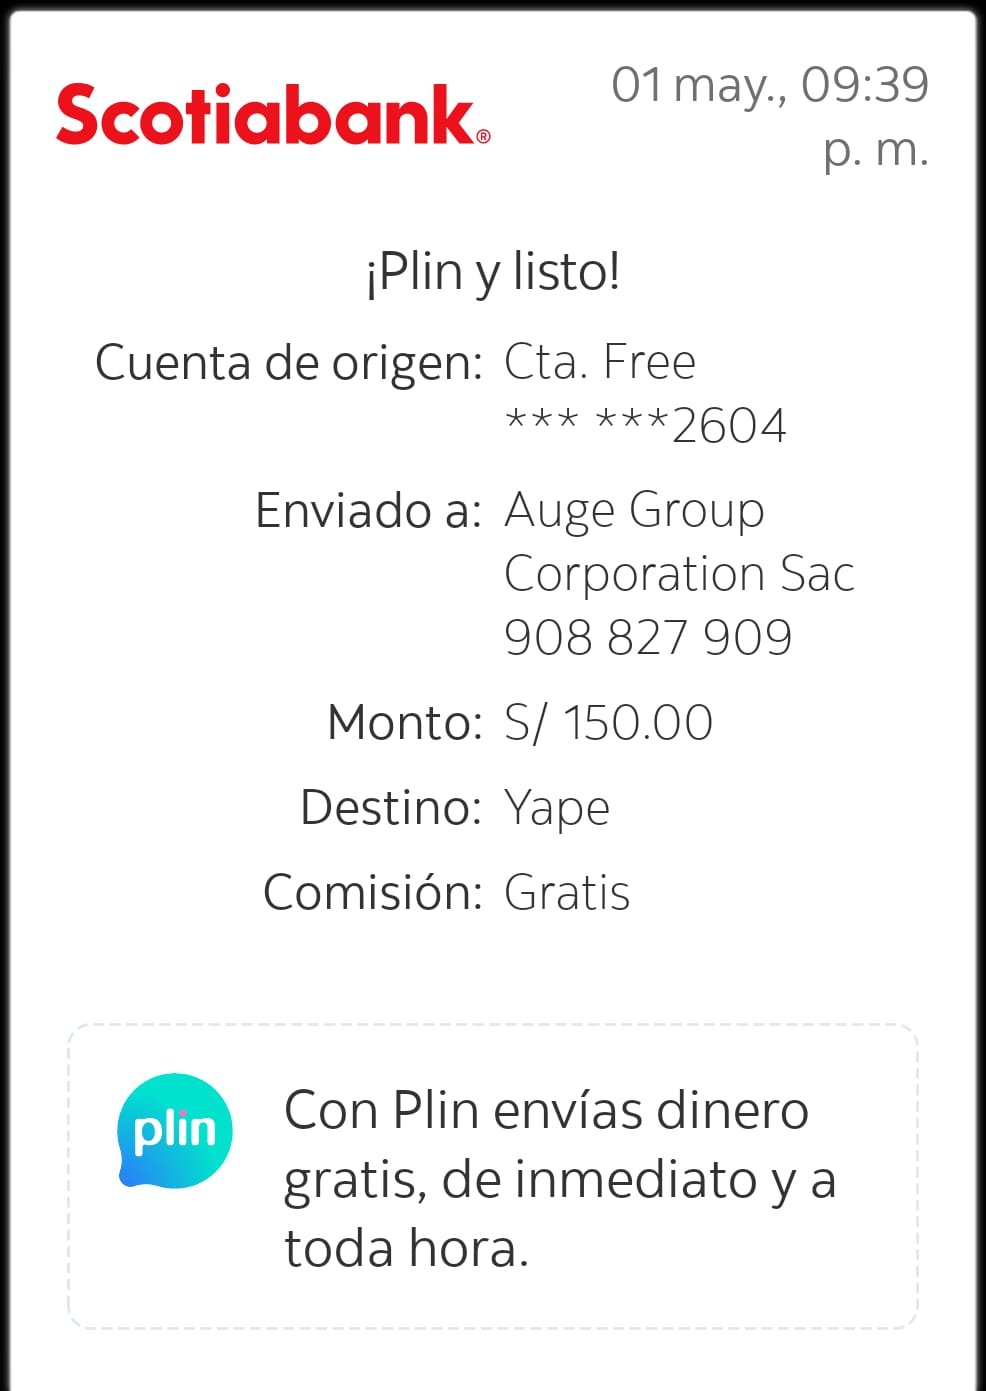 Scotiabank®
01 may., 09:39
p. m.
¡Plin y listo!
Cuenta de origen: Cta. Free
*** ***2604
Enviado a: Auge Group
Corporation Sac
908 827 909
Monto: S/ 150.00
Destino: Yape
Comisión: Gratis
plin
Con Plin envías dinero
gratis, de inmediato y a
toda hora.